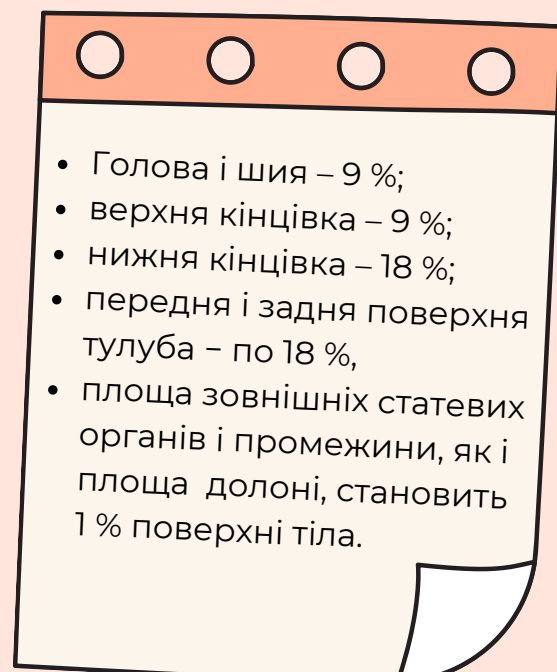 • Голова і шия – 9 %;
• верхня кінцівка – 9 %;
• нижня кінцівка – 18 %;
• передня і задня поверхня
тулуба – по 18 %,
• площа зовнішніх статевих
органів і промежини, як і
площа долоні, становить
1 % поверхні тіла.